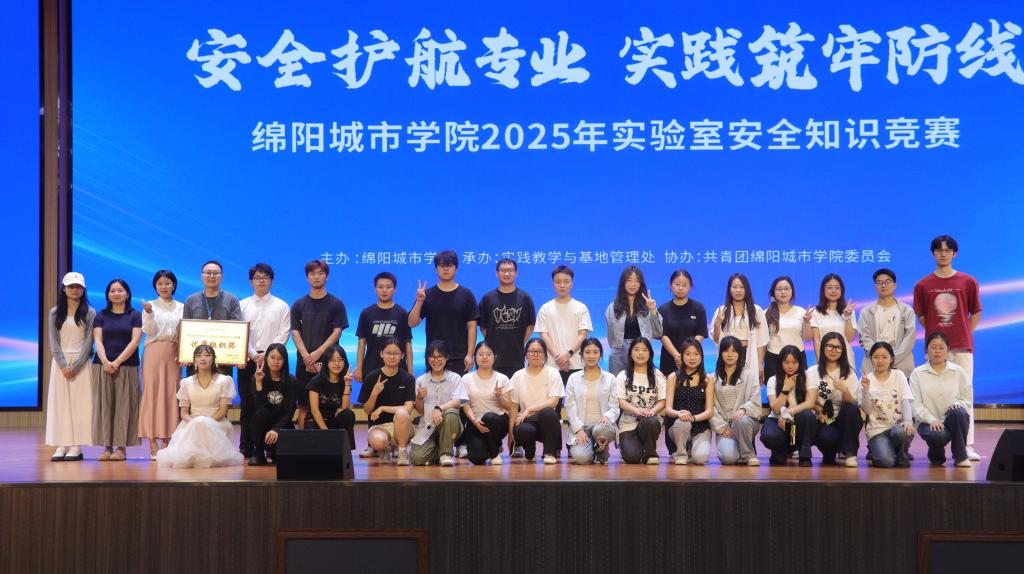 安全护航专业 实践筑牢防线
绵阳城市学院2025年实验室安全知识竞赛
主办：绵阳城市学 承办：实践教学与基地管理处 协办：共青团绵阳城市学院委员会
优秀组织奖